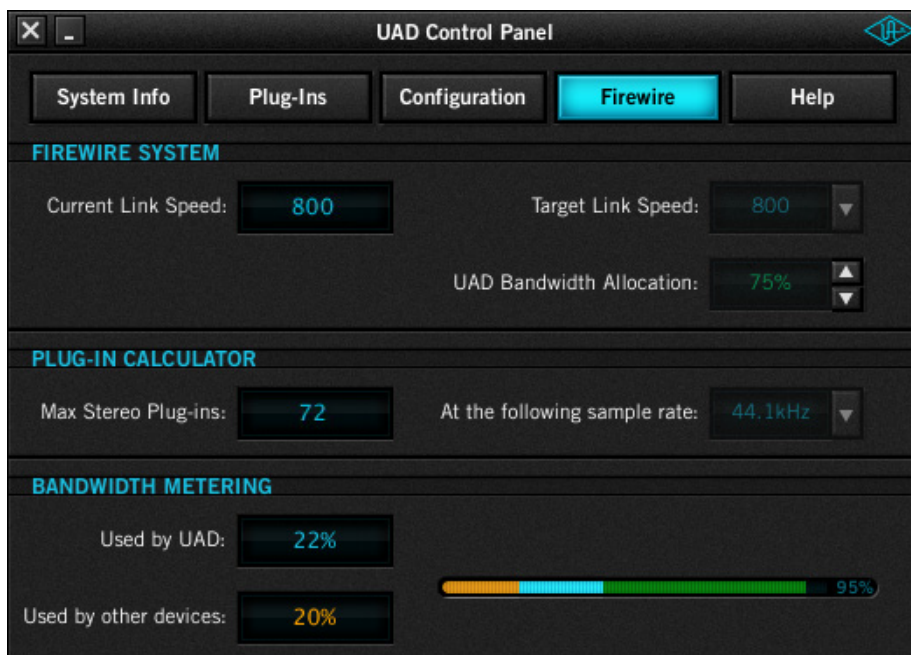 UAD Control Panel
System Info Plug-Ins Configuration Firewire Help
FIREWIRE SYSTEM
Current Link Speed: 800 Target Link Speed: 800
UAD Bandwidth Allocation: 75%
PLUG-IN CALCULATOR
Max Stereo Plug-ins: 72 At the following sample rate: 44.1kHz
BANDWIDTH METERING
Used by UAD: 22%
95%
Used by other devices: 20%